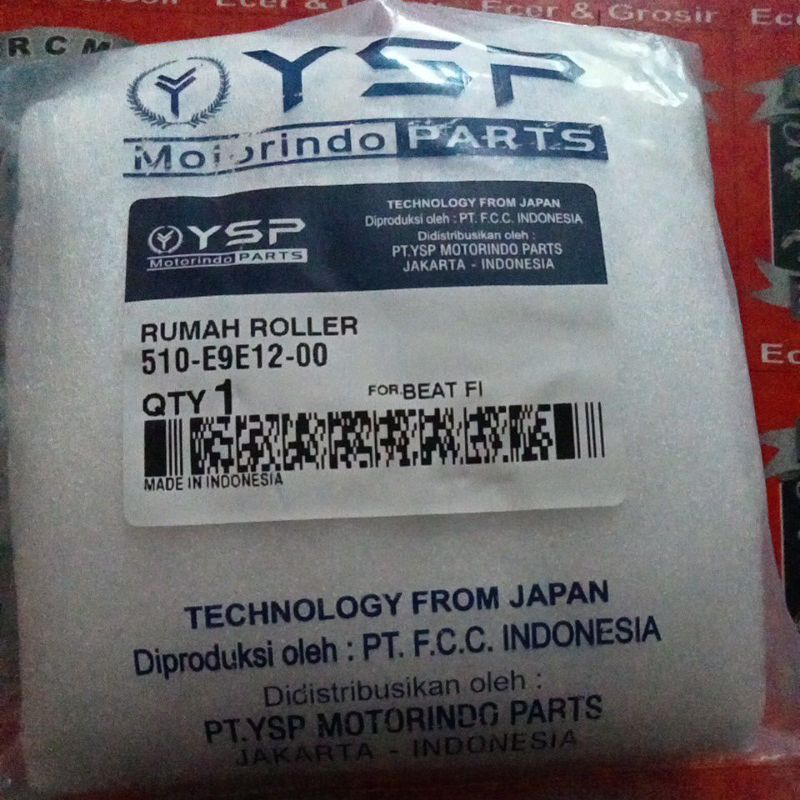 Ecer & Grosir
Ecer
R C M
YSP
Motorindo PARTS
YSP
Motorindo PARTS
TECHNOLOGY FROM JAPAN
Diproduksi oleh : PT. F.C.C. INDONESIA
Didistribusikan oleh :
PT.YSP MOTORINDO PARTS
JAKARTA - INDONESIA
RUMAH ROLLER
510-E9E12-00
QTY 1
FOR. BEAT FI
MADE IN INDONESIA
TECHNOLOGY FROM JAPAN
Diproduksi oleh : PT. F.C.C. INDONESIA
Didistribusikan oleh :
PT.YSP MOTORINDO PARTS
JAKARTA - INDONESIA